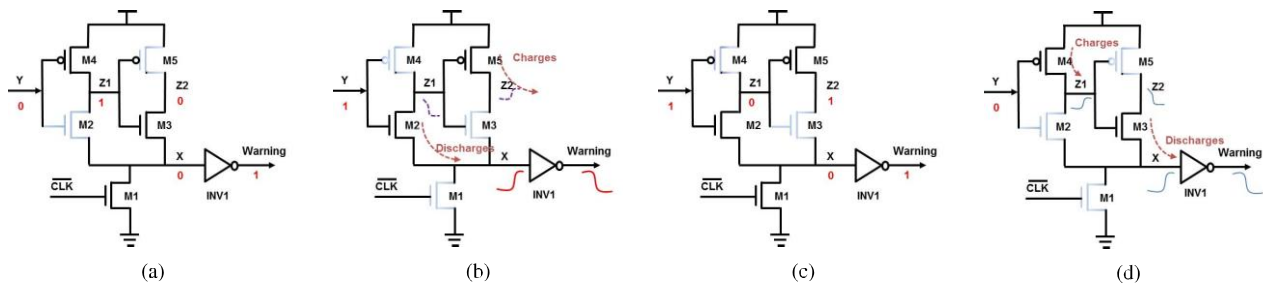 M4
M5
Y
0
Z1
1
Z2
0
M2
M3
X
0
Warning
1
CLK
M1
INV1
(a)
M4
M5
Charges
Y
1
Z1
Z2
M2
M3
Discharges
X
Warning
CLK
M1
INV1
(b)
M4
M5
Y
1
Z1
0
Z2
1
M2
M3
X
0
Warning
1
CLK
M1
INV1
(c)
Charges
M4
M5
Y
0
Z1
Z2
M2
M3
Discharges
X
Warning
CLK
M1
INV1
(d)